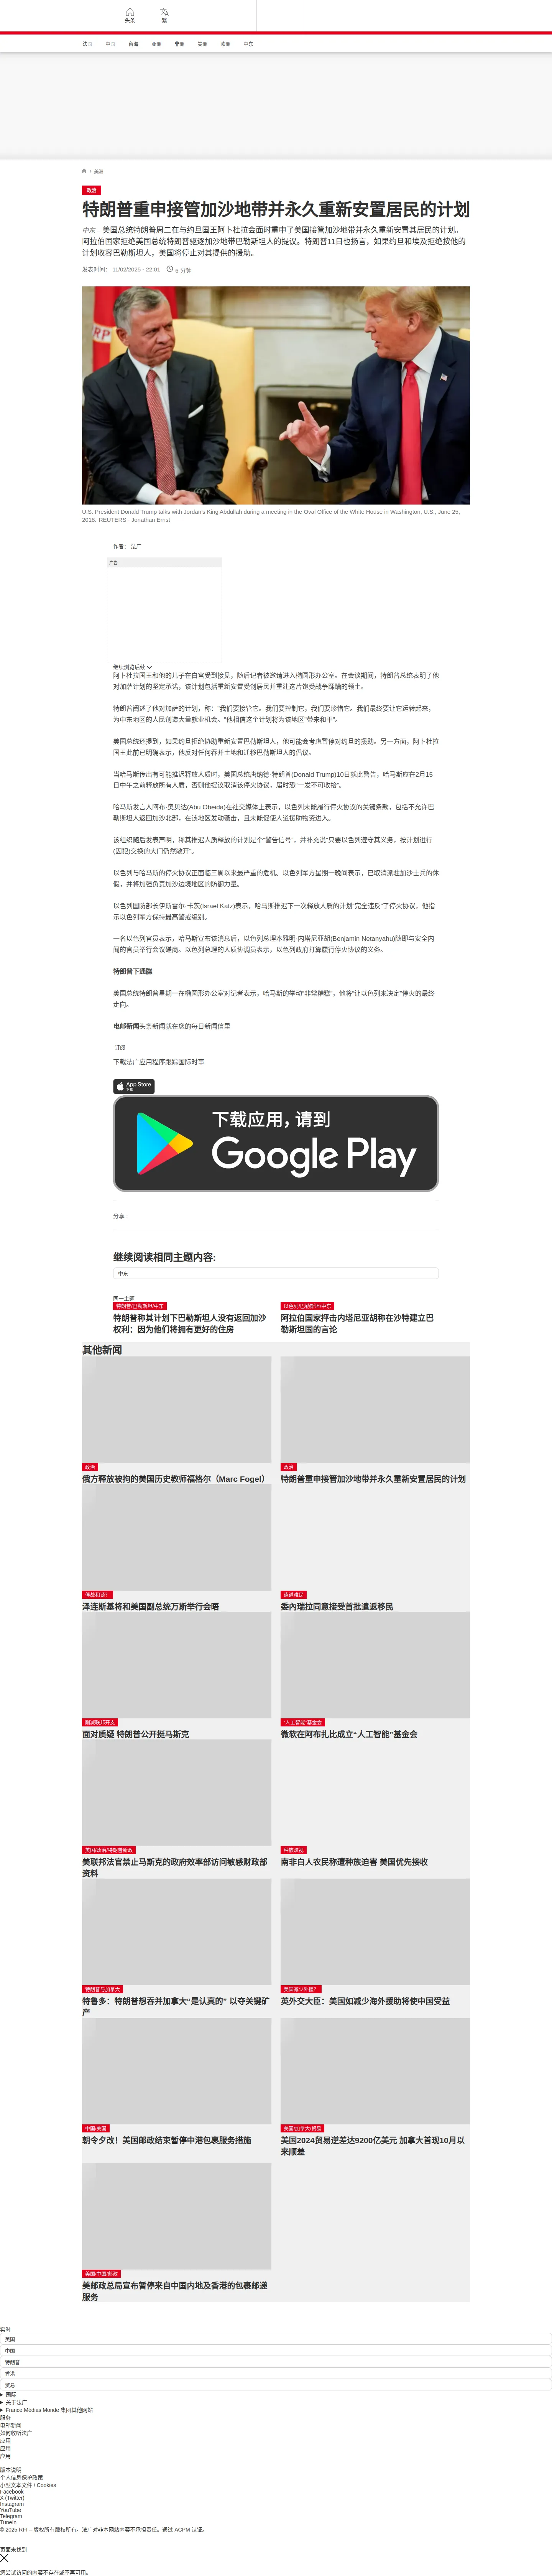 头条
繁
法国
中国
台海
亚洲
非洲
美洲
欧洲
中东
/ 美洲
政治
特朗普重申接管加沙地带并永久重新安置居民的计划
中东 – 美国总统特朗普周二在与约旦国王阿卜杜拉会面时重申了美国接管加沙地带并永久重新安置其居民的计划。
阿拉伯国家拒绝美国总统特朗普驱逐加沙地带巴勒斯坦人的提议。特朗普11日也扬言，如果约旦和埃及拒绝按他的
计划收容巴勒斯坦人，美国将停止对其提供的援助。
发表时间： 11/02/2025 - 22:01 6 分钟
U.S. President Donald Trump talks with Jordan's King Abdullah during a meeting in the Oval Office of the White House in Washington, U.S., June 25,
2018. REUTERS - Jonathan Ernst
作者： 法广
广告
继续浏览后续
阿卜杜拉国王和他的儿子在白宫受到接见，随后记者被邀请进入椭圆形办公室。在会谈期间，特朗普总统表明了他
对加萨计划的坚定承诺，该计划包括重新安置受创居民并重建这片饱受战争蹂躏的领土。
特朗普阐述了他对加萨的计划，称："我们要接管它。我们要控制它，我们要珍惜它。我们最终要让它运转起来，
为中东地区的人民创造大量就业机会。"他相信这个计划将为该地区"带来和平"。
美国总统还提到，如果约旦拒绝协助重新安置巴勒斯坦人，他可能会考虑暂停对约旦的援助。另一方面，阿卜杜拉
国王此前已明确表示，他反对任何吞并土地和迁移巴勒斯坦人的倡议。
当哈马斯传出有可能推迟释放人质时，美国总统唐纳德·特朗普(Donald Trump)10日就此警告，哈马斯应在2月15
日中午之前释放所有人质，否则他提议取消该停火协议，届时恐“一发不可收拾”。
哈马斯发言人阿布·奥贝达(Abu Obeida)在社交媒体上表示，以色列未能履行停火协议的关键条款，包括不允许巴
勒斯坦人返回加沙北部，在该地区发动袭击，且未能促使人道援助物资进入。
该组织随后发表声明，称其推迟人质释放的计划是个“警告信号”，并补充说“只要以色列遵守其义务，按计划进行
(囚犯)交换的大门仍然敞开”。
以色列与哈马斯的停火协议正面临三周以来最严重的危机。以色列军方星期一晚间表示，已取消派驻加沙士兵的休
假，并将加强负责加沙边境地区的防御力量。
以色列国防部长伊斯雷尔·卡茨(Israel Katz)表示，哈马斯推迟下一次释放人质的计划“完全违反”了停火协议，他指
示以色列军方保持最高警戒级别。
一名以色列官员表示，哈马斯宣布该消息后，以色列总理本雅明·内塔尼亚胡(Benjamin Netanyahu)随即与安全内
阁的官员举行会议磋商。以色列总理的人质协调员表示，以色列政府打算履行停火协议的义务。
特朗普下通牒
美国总统特朗普星期一在椭圆形办公室对记者表示，哈马斯的举动“非常糟糕”，他将“让以色列来决定”停火的最终
走向。
电邮新闻头条新闻就在您的每日新闻信里
订阅
下载法广应用程序跟踪国际时事
App Store
下载
下载应用，请到
Google Play
分享 :
继续阅读相同主题内容:
中东
同一主题
特朗普/巴勒斯坦/中东
特朗普称其计划下巴勒斯坦人没有返回加沙
权利：因为他们将拥有更好的住房
以色列/巴勒斯坦/中东
阿拉伯国家抨击内塔尼亚胡称在沙特建立巴
勒斯坦国的言论
其他新闻
政治
俄方释放被拘的美国历史教师福格尔（Marc Fogel）
政治
特朗普重申接管加沙地带并永久重新安置居民的计划
停战和谈?
泽连斯基将和美国副总统万斯举行会晤
遣返难民
委内瑞拉同意接受首批遣返移民
削减联邦开支
面对质疑 特朗普公开挺马斯克
“人工智能”基金会
微软在阿布扎比成立“人工智能”基金会
美国/政治/特朗普新政
美联邦法官禁止马斯克的政府效率部访问敏感财政部
资料
种族歧视
南非白人农民称遭种族迫害 美国优先接收
特朗普与加拿大
特鲁多：特朗普想吞并加拿大“是认真的” 以夺关键矿
产
美国减少外援?
英外交大臣：美国如减少海外援助将使中国受益
中国/美国
朝令夕改！美国邮政结束暂停中港包裹服务措施
美国/加拿大/贸易
美国2024贸易逆差达9200亿美元 加拿大首现10月以
来顺差
美国/中国/邮政
美邮政总局宣布暂停来自中国内地及香港的包裹邮递
服务
实时
美国
中国
特朗普
香港
贸易
国际
关于法广
France Médias Monde 集团其他网站
服务
电邮新闻
如何收听法广
应用
应用
应用
版本说明
个人信息保护政策
小型文本文件 / Cookies
Facebook
X (Twitter)
Instagram
YouTube
Telegram
TuneIn
© 2025 RFI – 版权所有版权所有。法广对非本网站内容不承担责任。通过 ACPM 认证。
页面未找到
您尝试访问的内容不存在或不再可用。